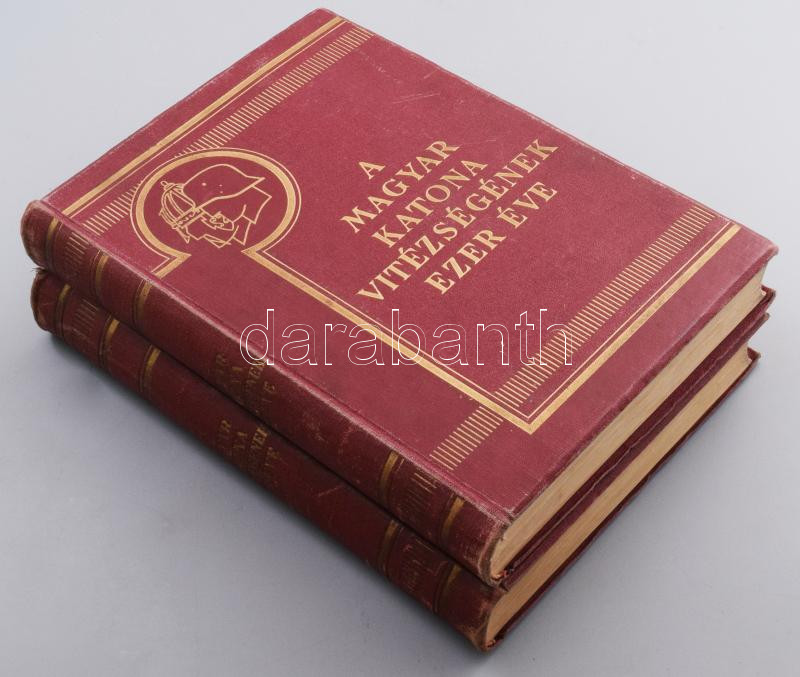 A
MAGYAR
KATONA
VITÉZSÉGÉNEK
EZER ÉVE
darabanth